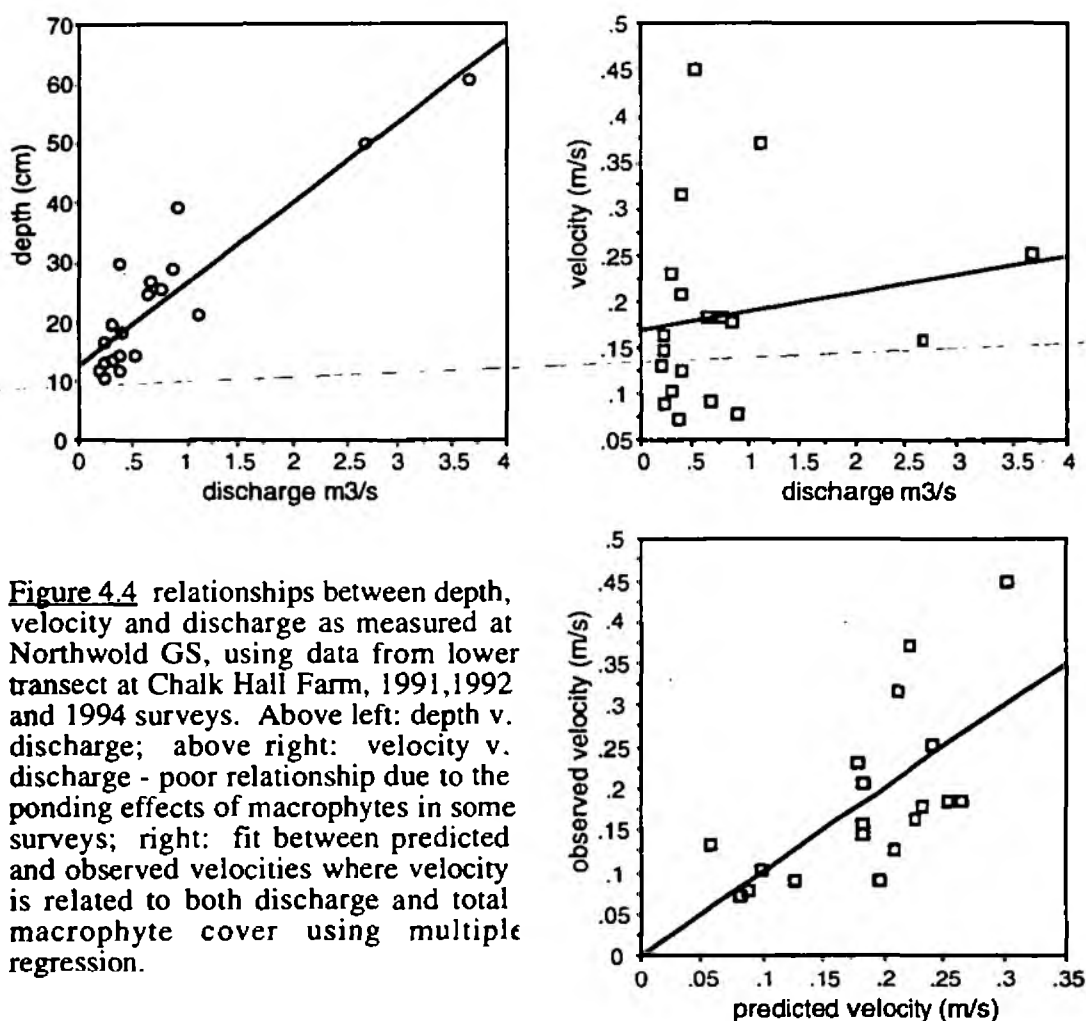 70
60
50
40
30
20
10
0
depth (cm)
0 .5 1 1.5 2 2.5 3 3.5 4
discharge m3/s
.5
.45
.4
.35
.3
.25
.2
.15
.1
.05
velocity (m/s)
0 .5 1 1.5 2 2.5 3 3.5 4
discharge m3/s
Figure 4.4 relationships between depth,
velocity and discharge as measured at
Northwold GS, using data from lower
transect at Chalk Hall Farm, 1991,1992
and 1994 surveys. Above left: depth v.
discharge; above right: velocity v.
discharge - poor relationship due to the
ponding effects of macrophytes in some
surveys; right: fit between predicted
and observed velocities where velocity
is related to both discharge and total
macrophyte cover using multiple
regression.
.5
.45
.4
.35
.3
.25
.2
.15
.1
.05
0
observed velocity (m/s)
0 .05 .1 .15 .2 .25 .3 .35
predicted velocity (m/s)